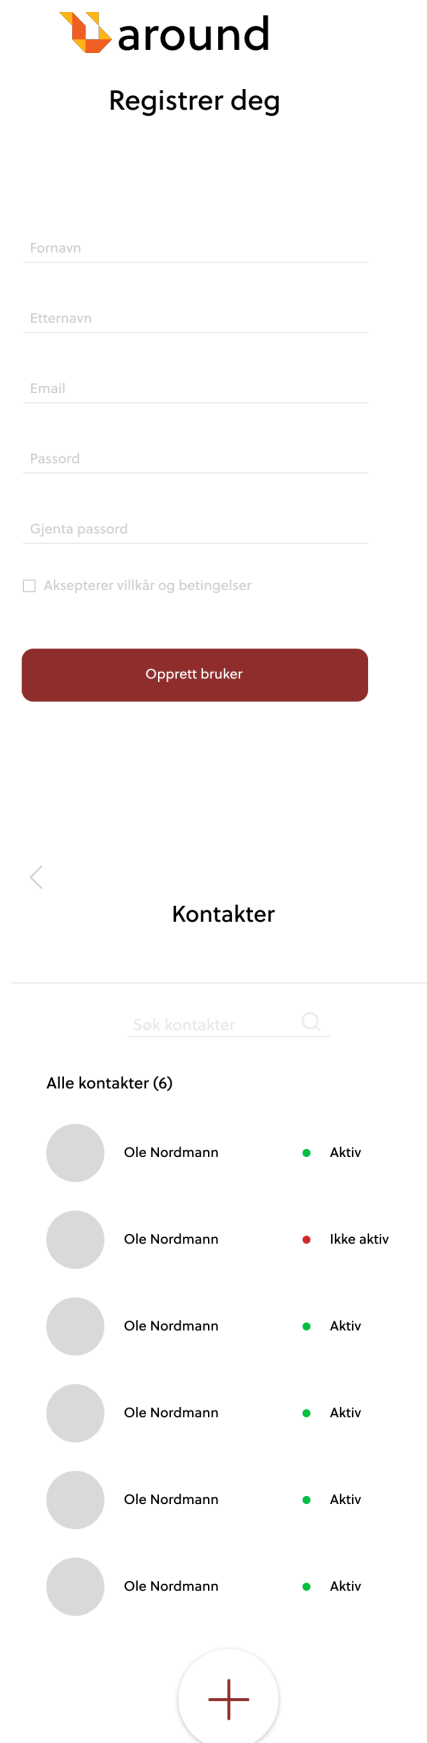 around
Registrer deg
Fornavn
Etternavn
Email
Passord
Gjenta passord
Aksepterer villkår og betingelser
Opprett bruker
Kontakter
Søk kontakter
Alle kontakter (6)
Ole Nordmann Aktiv
Ole Nordmann Ikke aktiv
Ole Nordmann Aktiv
Ole Nordmann Aktiv
Ole Nordmann Aktiv
Ole Nordmann Aktiv